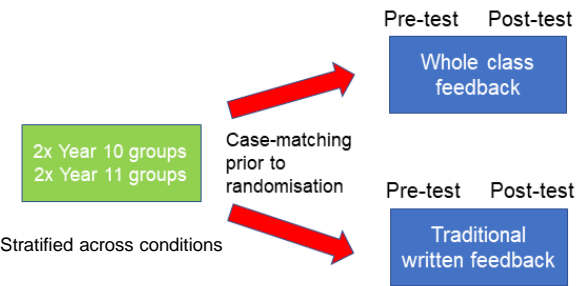 Pre-test Post-test
Whole class
feedback
2x Year 10 groups
2x Year 11 groups
Stratified across conditions
Case-matching
prior to
randomisation
Pre-test Post-test
Traditional
written feedback